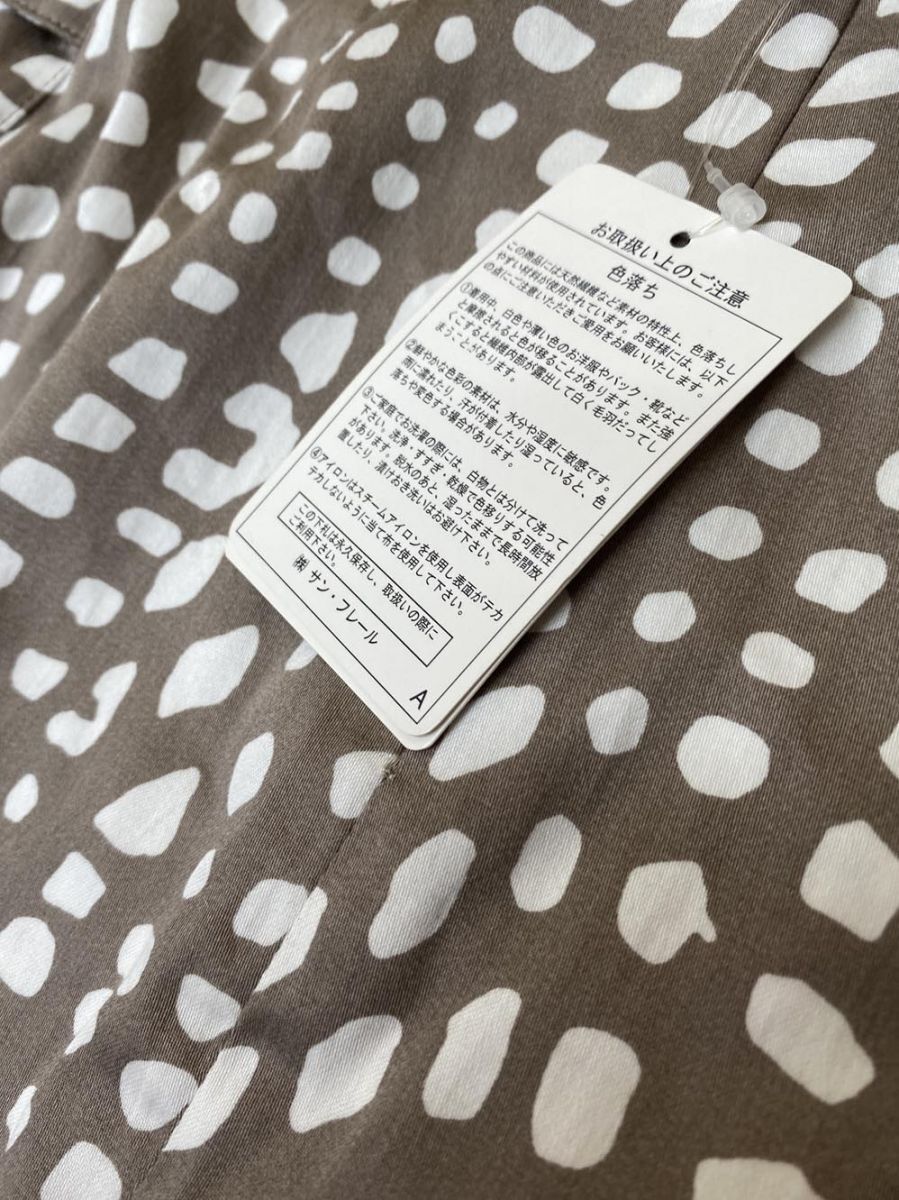 お取扱い上のご注意
色落ち
この商品には天然繊維など素材の特性上、色落ちし
やすい材料が使用されています。お客様には、以下
の点にご注意いただきご愛用をお願いいたします。
①着用中、白色や薄い色のお洋服やバック・靴など
と摩擦されると色が移ることがあります。また強
くこすると繊維内部が露出して白く毛羽だってし
まうことがあります。
②鮮やかな色彩の素材は、水分や湿度に敏感です。
雨に濡れたり、汗が付着したり湿っていると、色
落ちや変色する場合があります。
③ご家庭でお洗濯の際には、白物とは分けて洗って
下さい。洗浄・すすぎ・乾燥で色移りする可能性
があります。脱水のあと、湿ったまま長時間放
置したり、漬けおき洗いはお避け下さい。
④アイロンはスチームアイロンを使用し表面がテカ
テカしないように当て布を使用して下さい。
この下札は永久保存し、取扱いの際に
ご利用下さい。
㈱ サン・フレール
A